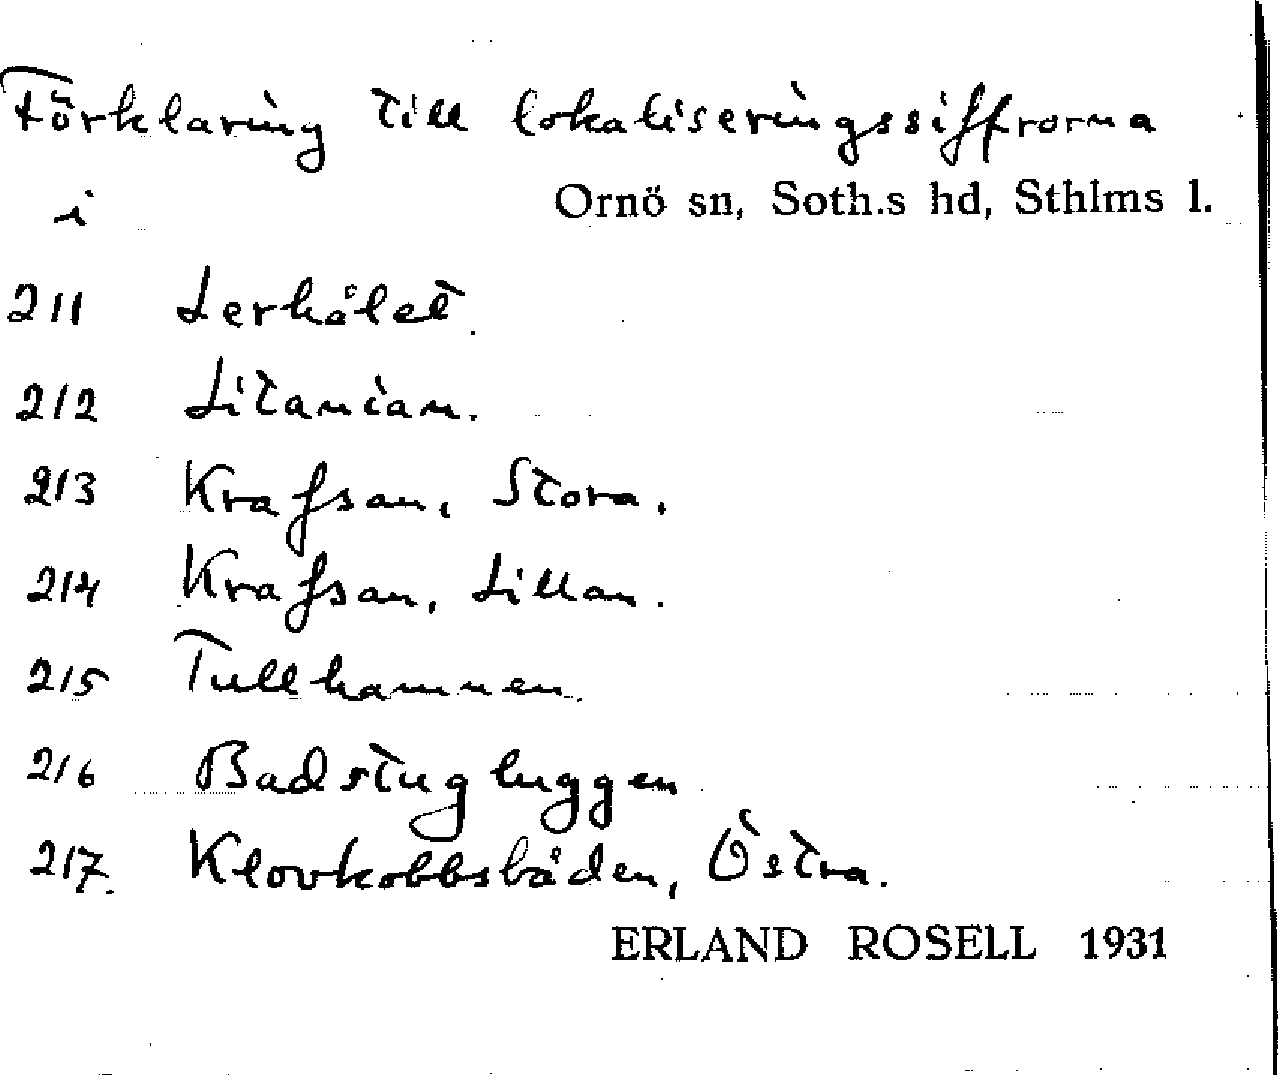 Förklaring till lokaliseringssiffrorna
i Ornö sn, Soth.s hd, Sthlms l.
211 Lerhålet.
212 Litanian.
213 Krafsan, Stora.
214 Krafsan, Lillan.
215 Tullhamnen.
216 Badstugluggen
217. Klovkobbsbåden, Östra.
ERLAND ROSELL 1931